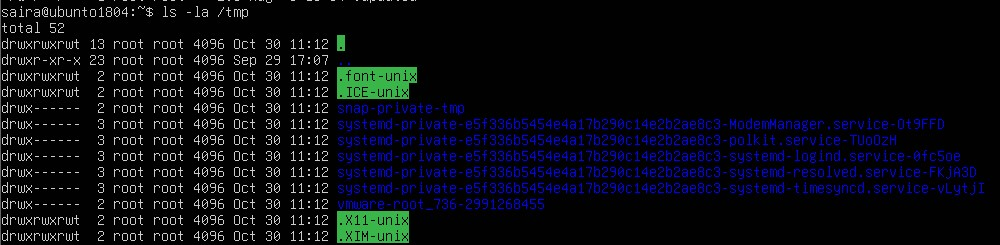 saira@ubunto1804:~$ ls -la /tmp
total 52
drwxrwxrwt 13 root root 4096 Oct 30 11:12 .
drwxr-xr-x 23 root root 4096 Sep 29 17:07 ..
drwxrwxrwt 2 root root 4096 Oct 30 11:12 .font-unix
drwxrwxrwt 2 root root 4096 Oct 30 11:12 .ICE-unix
drwx------ 2 root root 4096 Oct 30 11:12 snap-private-tmp
drwx------ 3 root root 4096 Oct 30 11:12 systemd-private-e5f336b5454e4a17b290c14e2b2ae8c3-ModemManager.service-Ot9FFD
drwx------ 3 root root 4096 Oct 30 11:12 systemd-private-e5f336b5454e4a17b290c14e2b2ae8c3-polkit.service-TUoOzH
drwx------ 3 root root 4096 Oct 30 11:12 systemd-private-e5f336b5454e4a17b290c14e2b2ae8c3-systemd-logind.service-0fc5oe
drwx------ 3 root root 4096 Oct 30 11:12 systemd-private-e5f336b5454e4a17b290c14e2b2ae8c3-systemd-resolved.service-FKjA3D
drwx------ 3 root root 4096 Oct 30 11:12 systemd-private-e5f336b5454e4a17b290c14e2b2ae8c3-systemd-timesyncd.service-vLytjI
drwx------ 2 root root 4096 Oct 30 11:12 vmware-root_736-2991268455
drwxrwxrwt 2 root root 4096 Oct 30 11:12 .X11-unix
drwxrwxrwt 2 root root 4096 Oct 30 11:12 .XIM-unix